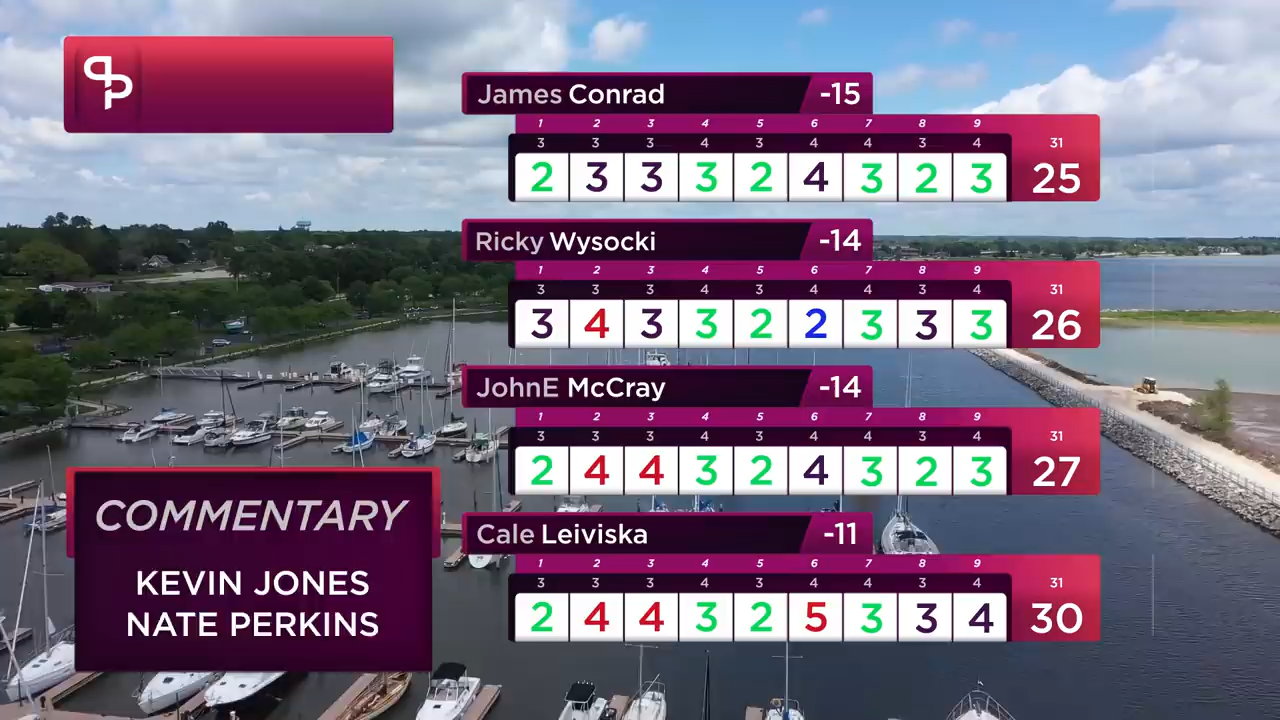 James Conrad -15
1 2 3 4 5 6 7 8 9
3 3 3 4 3 4 4 3 4 31
2 3 3 3 2 4 3 2 3 25
Ricky Wysocki -14
1 2 3 4 5 6 7 8 9
3 3 3 4 3 4 4 3 4 31
3 4 3 3 2 2 3 3 3 26
JohnE McCray -14
1 2 3 4 5 6 7 8 9
3 3 3 4 3 4 4 3 4 31
2 4 4 3 2 4 3 2 3 27
Cale Leiviska -11
1 2 3 4 5 6 7 8 9
3 3 3 4 3 4 4 3 4 31
2 4 4 3 2 5 3 3 4 30
COMMENTARY
KEVIN JONES
NATE PERKINS